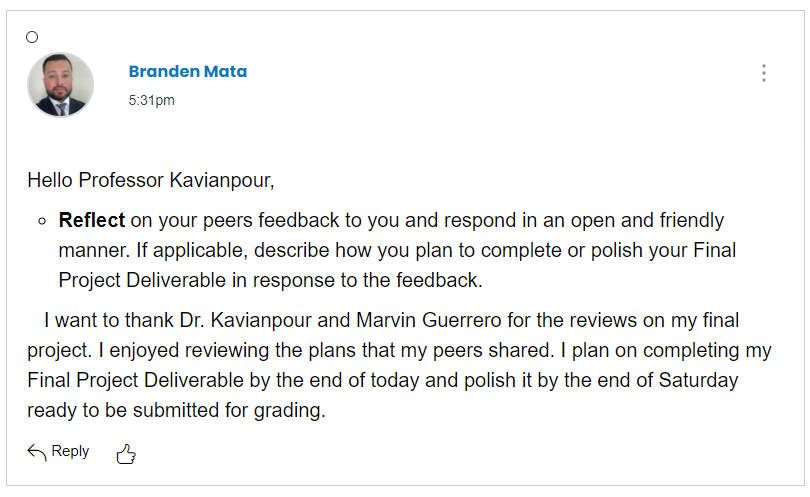 Branden Mata
5:31pm
Hello Professor Kavianpour,
Reflect on your peers feedback to you and respond in an open and friendly
manner. If applicable, describe how you plan to complete or polish your Final
Project Deliverable in response to the feedback.
I want to thank Dr. Kavianpour and Marvin Guerrero for the reviews on my final
project. I enjoyed reviewing the plans that my peers shared. I plan on completing my
Final Project Deliverable by the end of today and polish it by the end of Saturday
ready to be submitted for grading.
Reply